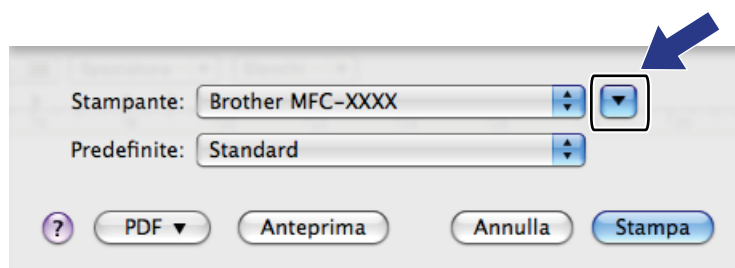 Stampante: Brother MFC-XXXX
Predefinite: Standard
? PDF ▼ Anteprima Annulla Stampa